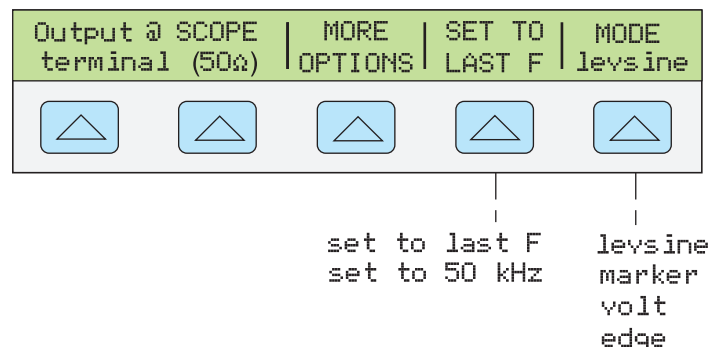 Output @ SCOPE
terminal (50Ω)
MORE
OPTIONS
SET TO
LAST F
MODE
levsine
set to last F
set to 50 kHz
levsine
marker
volt
edge